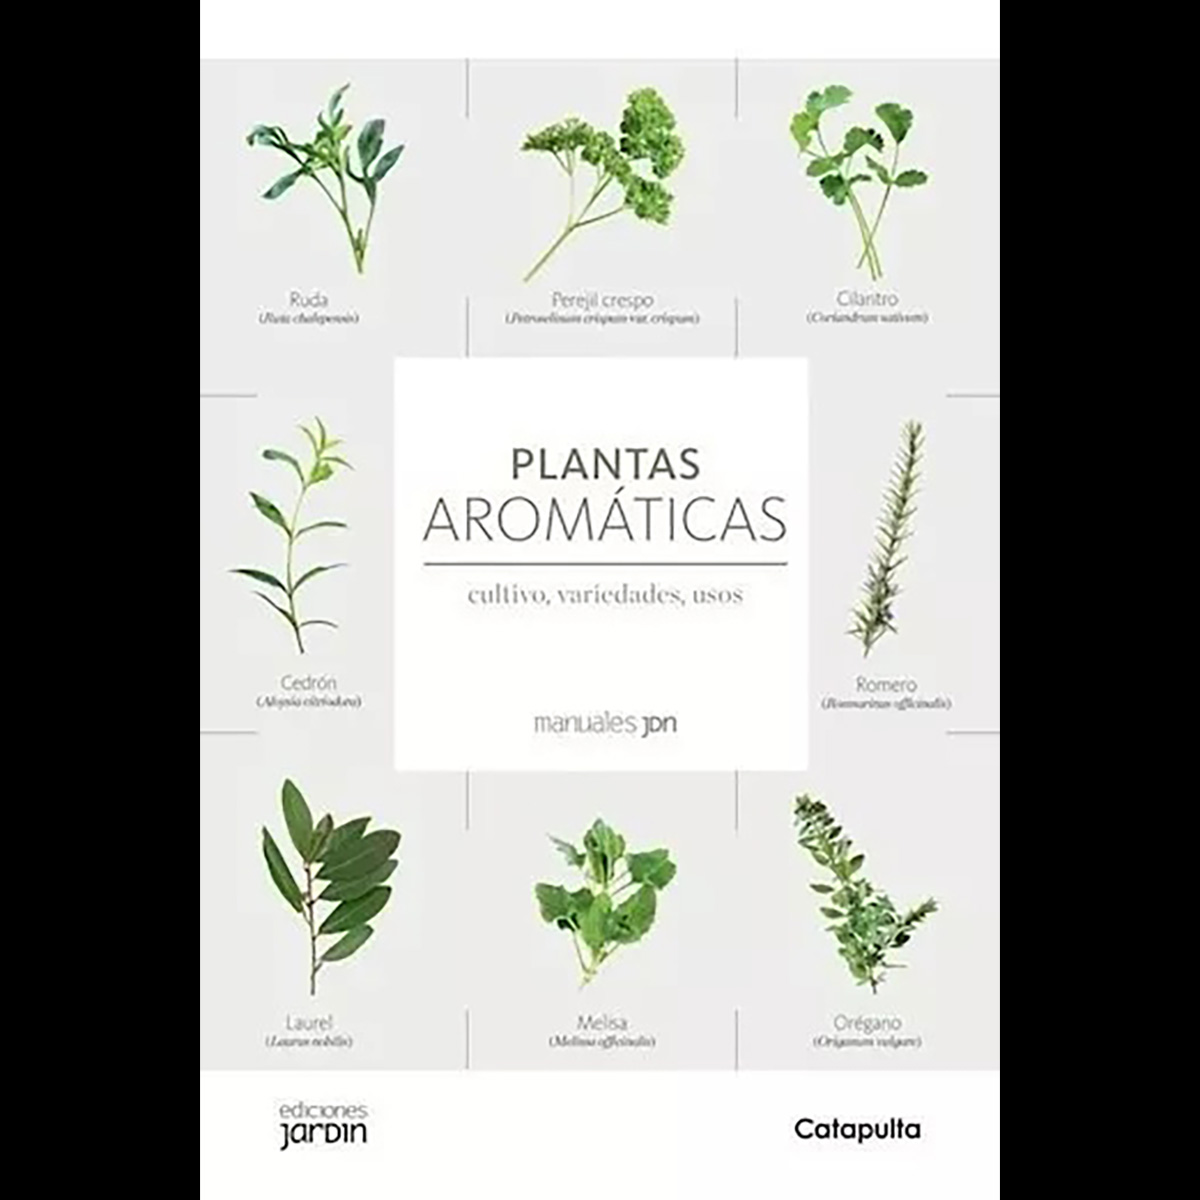 Ruda
(Ruta chalepensis)
Perejil crespo
(Petroselinum crispum var. crispum)
Cilantro
(Coriandrum sativum)
PLANTAS
AROMÁTICAS
cultivo, variedades, usos
manuales JDN
Cedrón
(Aloysia citriodora)
Romero
(Rosmarinus officinalis)
Laurel
(Laurus nobilis)
Melisa
(Melissa officinalis)
Orégano
(Origanum vulgare)
ediciones
JARDIN
Catapulta